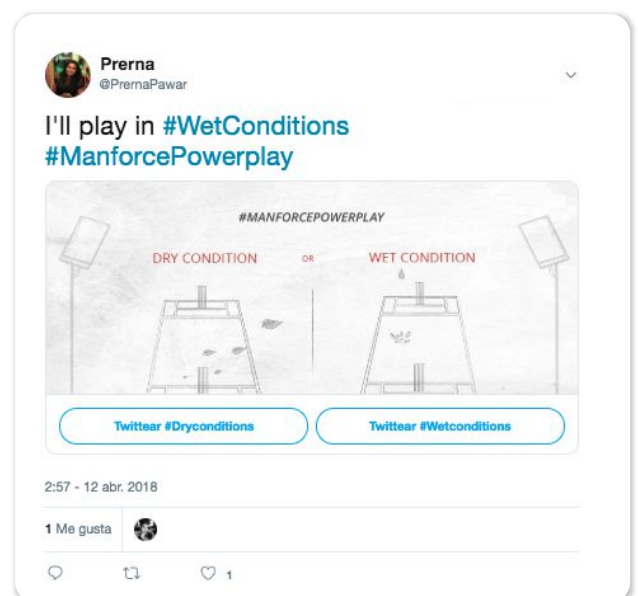 Prerna
@PrernaPawar
I'll play in #WetConditions
#ManforcePowerplay
#MANFORCEPOWERPLAY
DRY CONDITION OR WET CONDITION
Twittear #Dryconditions Twittear #Wetconditions
2:57 - 12 abr. 2018
1 Me gusta
1